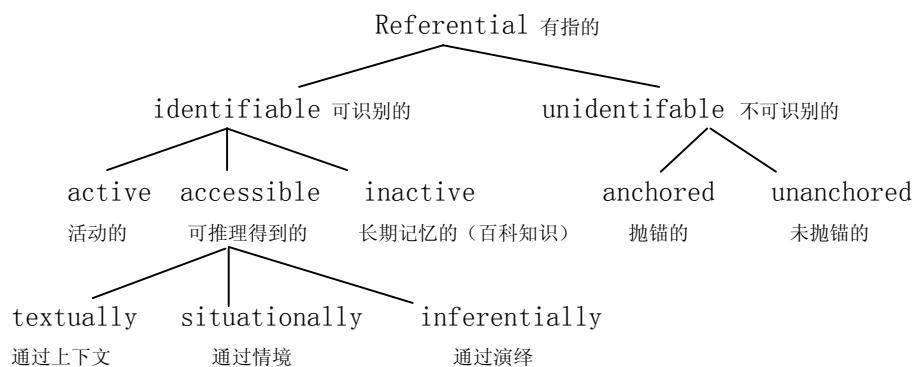 Referential 有指的
identifiable 可识别的 unidentifable 不可识别的
active accessible inactive anchored unanchored
活动的 可推理得到的 长期记忆的（百科知识） 抛锚的 未抛锚的
textually situationally inferentially
通过上下文 通过情境 通过演绎